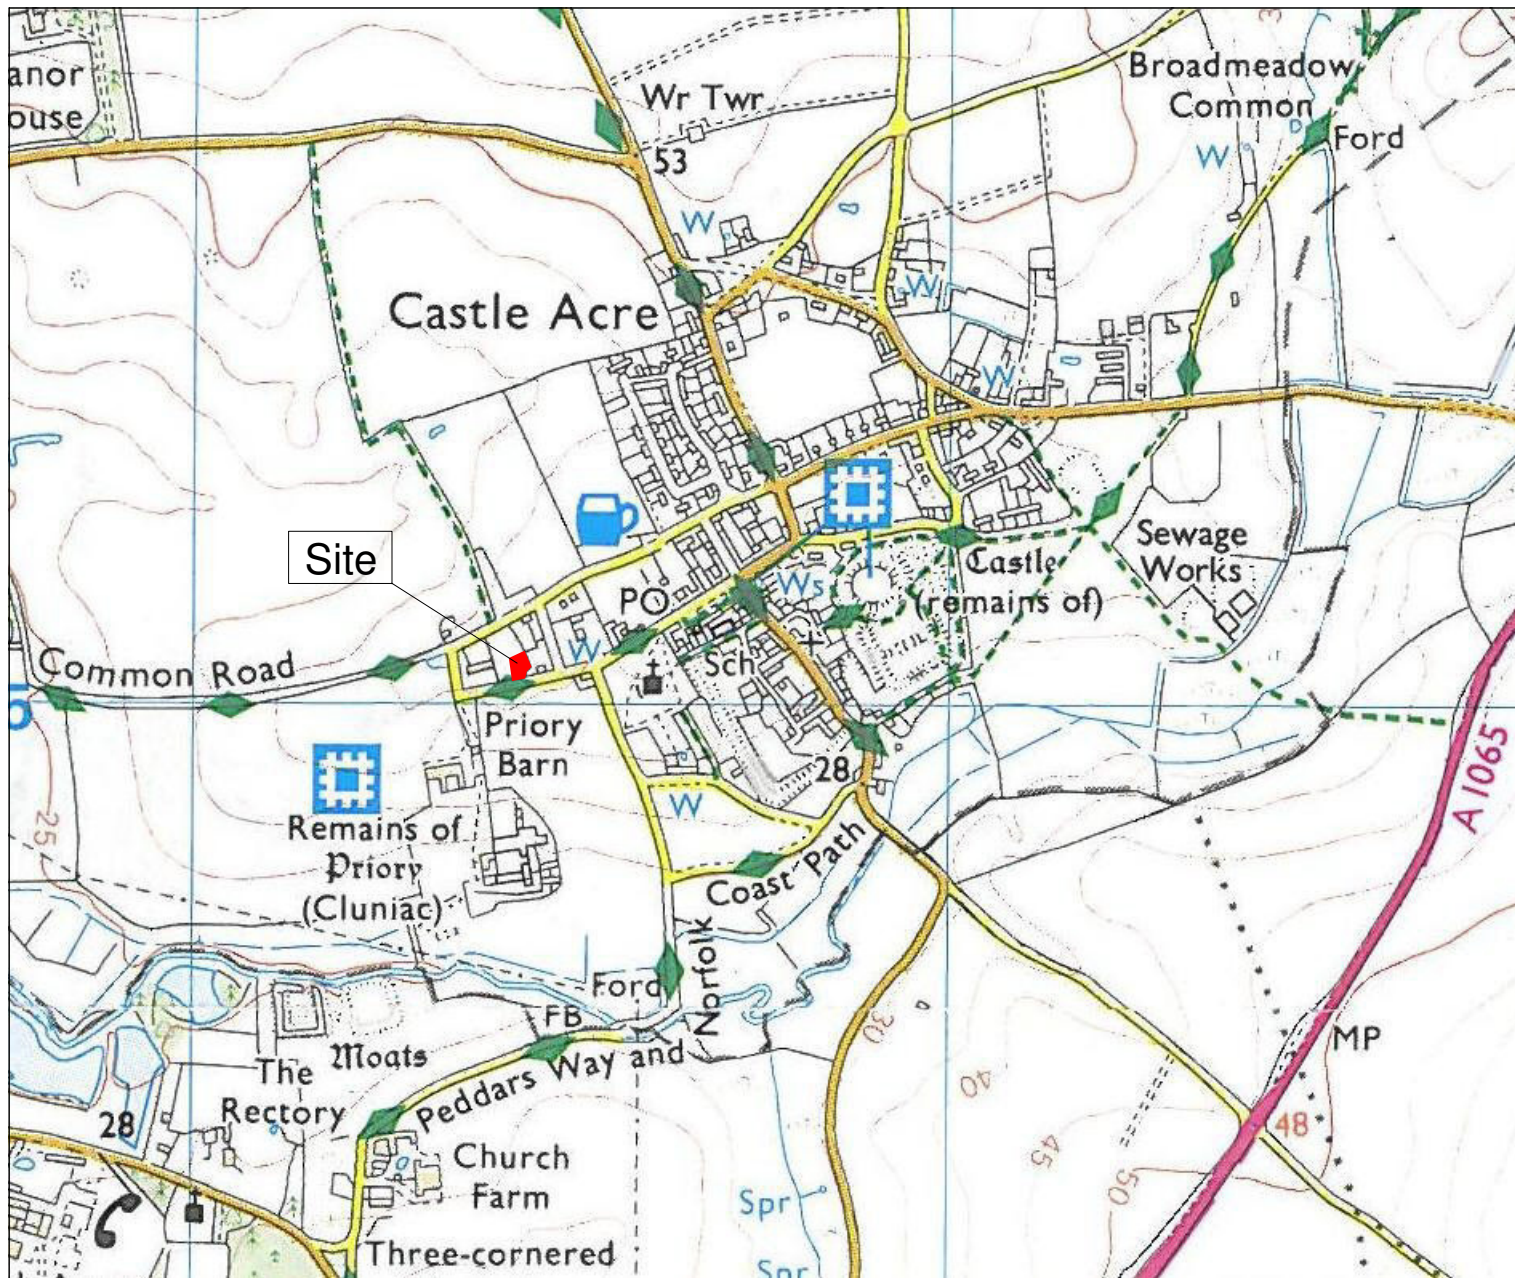 anor
ouse
Wr Twr
53
Broadmeadow
Common
Ford
W
W
Castle Acre
W
W
Site
PO
Ws
Castle
(remains of)
Sewage
Works
Common Road
W
Sch
Priory
Barn
28
W
Remains of
Priory
(Cluniac)
25
Coast Path
A 1065
Ford
Norfolk
FB
Peddars Way and
The
Rectory
Moats
28
30
40
45
50
MP
48
Church
Farm
Spr
Three-cornered
Spr